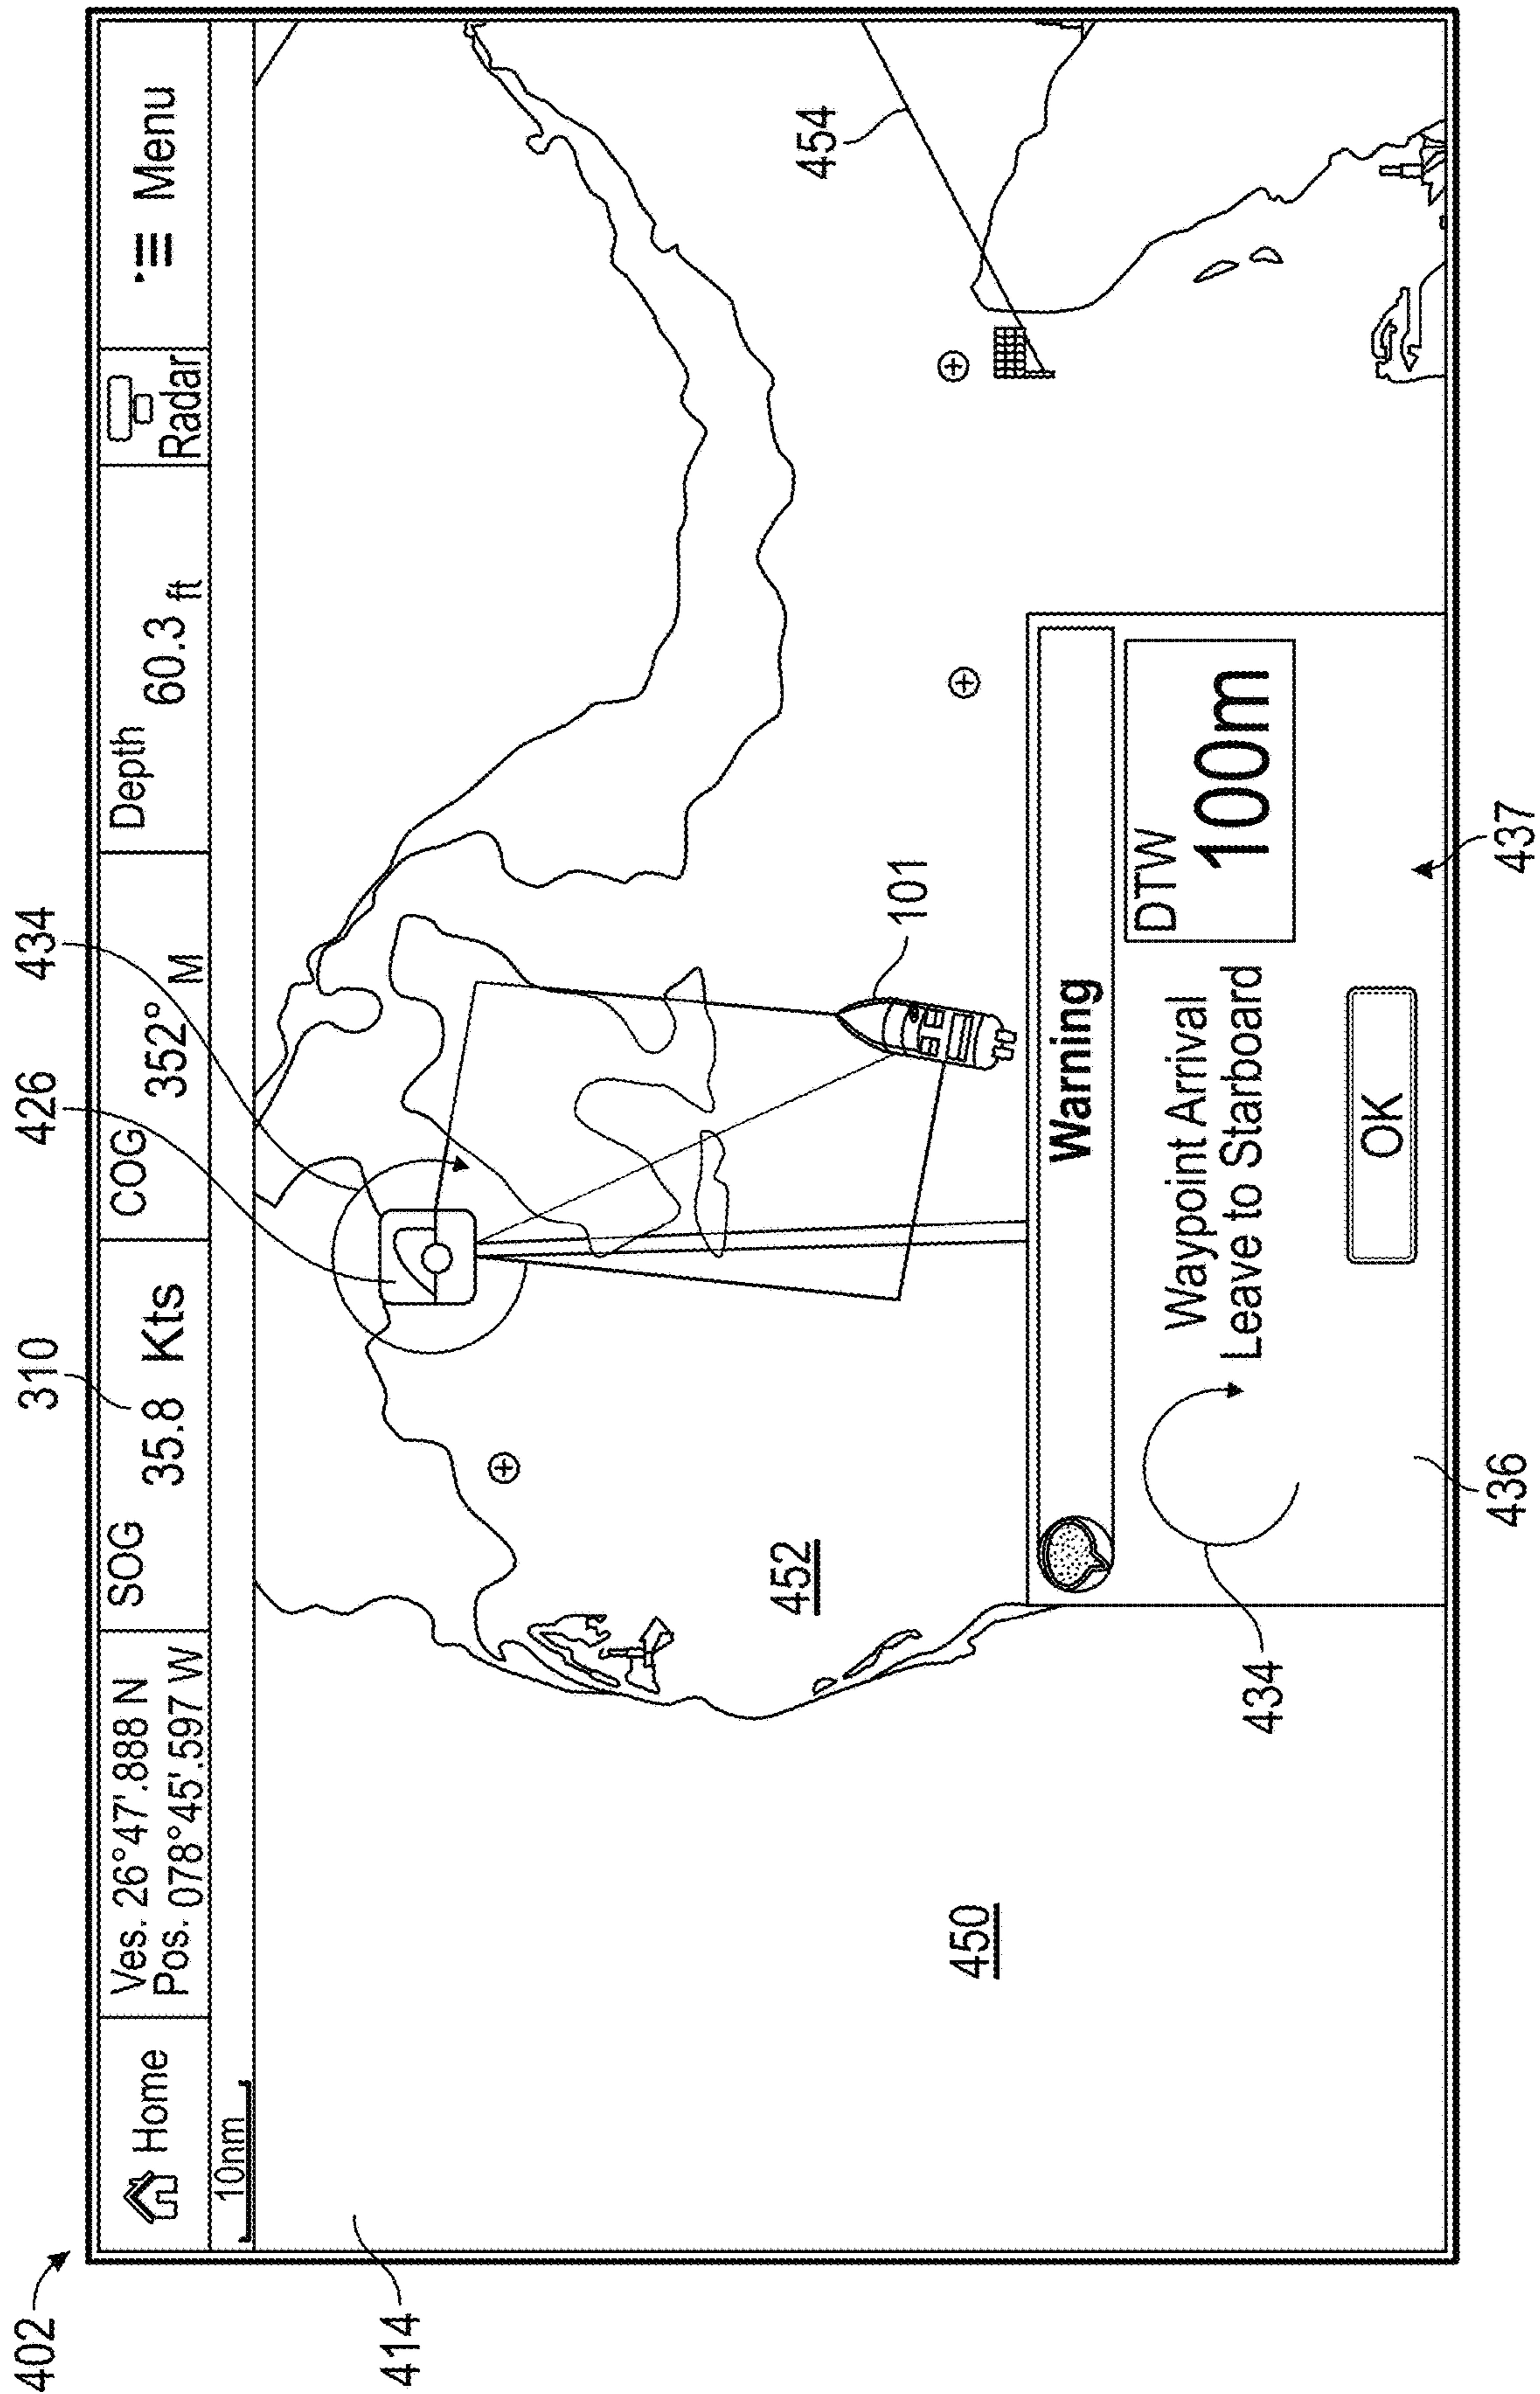 402
414
310
426
434
Home
Ves. 26°47'.888 N
Pos. 078°45'.597 W
SOG
35.8 Kts
COG
352° M
Depth
60.3 ft
Radar
Menu
10nm
454
101
452
450
Warning
Waypoint Arrival
Leave to Starboard
DTW
100m
OK
434
436
437